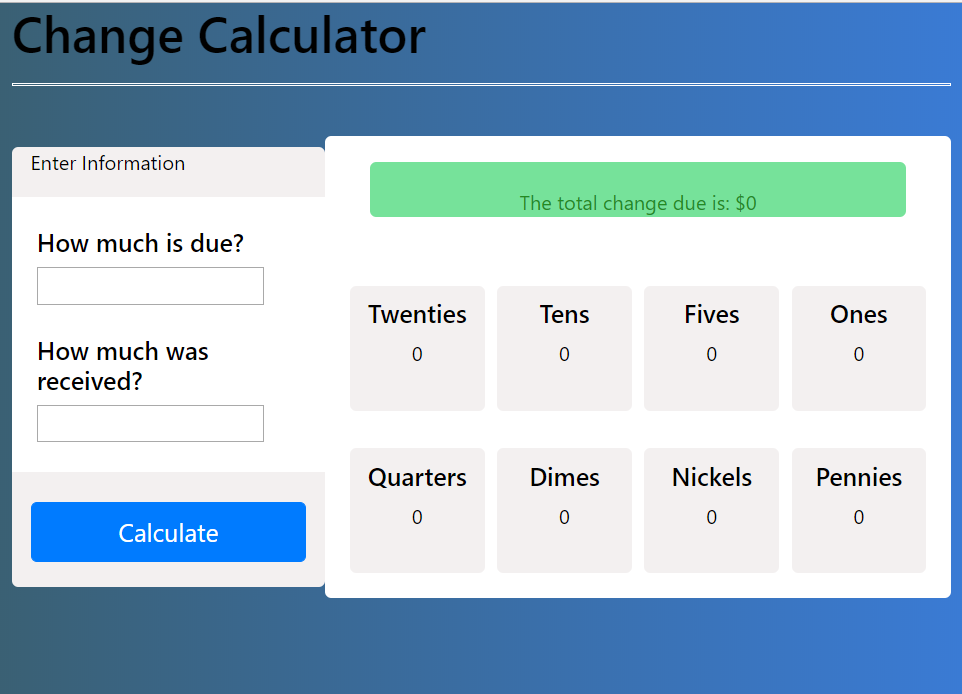 Change Calculator
Enter Information
How much is due?
How much was
received?
Calculate
The total change due is: $0
Twenties
0
Tens
0
Fives
0
Ones
0
Quarters
0
Dimes
0
Nickels
0
Pennies
0